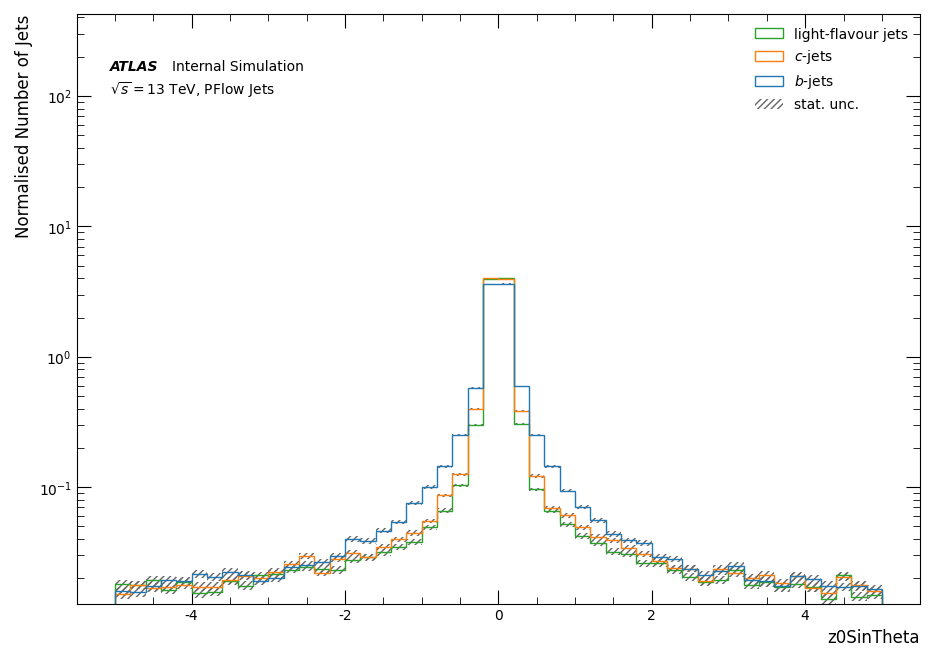 Normalised Number of Jets
ATLAS Internal Simulation
√s = 13 TeV, PFlow Jets
light-flavour jets
c-jets
b-jets
stat. unc.
10²
10¹
10⁰
10⁻¹
-4 -2 0 2 4
z0SinTheta